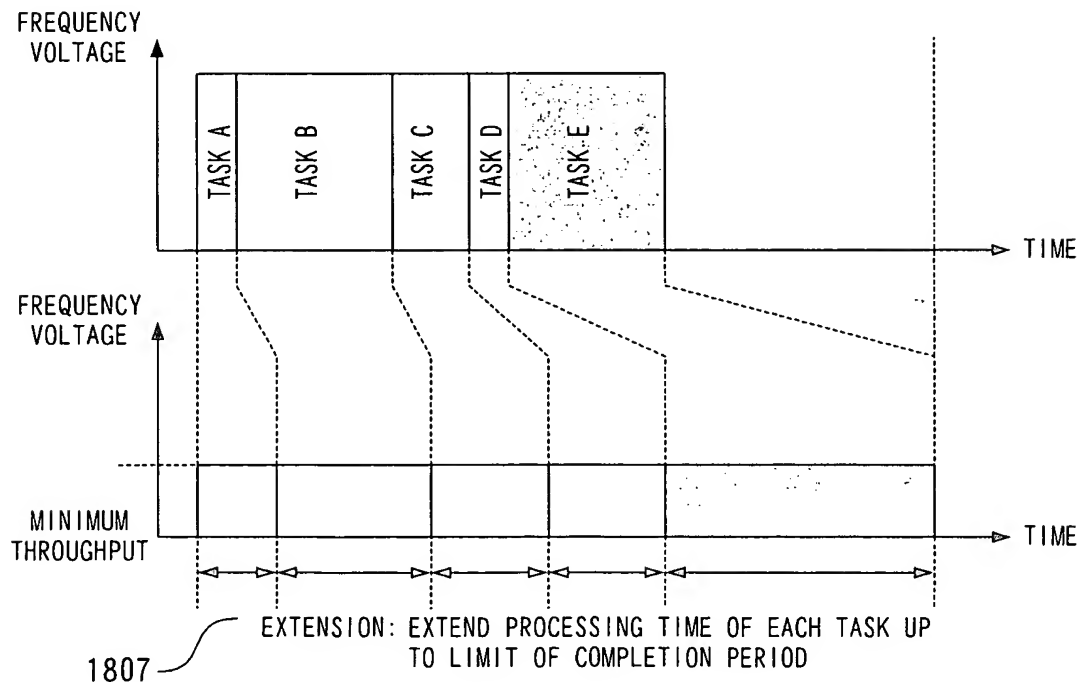 FREQUENCY
VOLTAGE
TASK A
TASK B
TASK C
TASK D
TASK E
TIME
FREQUENCY
VOLTAGE
MINIMUM
THROUGHPUT
TIME
EXTENSION: EXTEND PROCESSING TIME OF EACH TASK UP
TO LIMIT OF COMPLETION PERIOD
1807